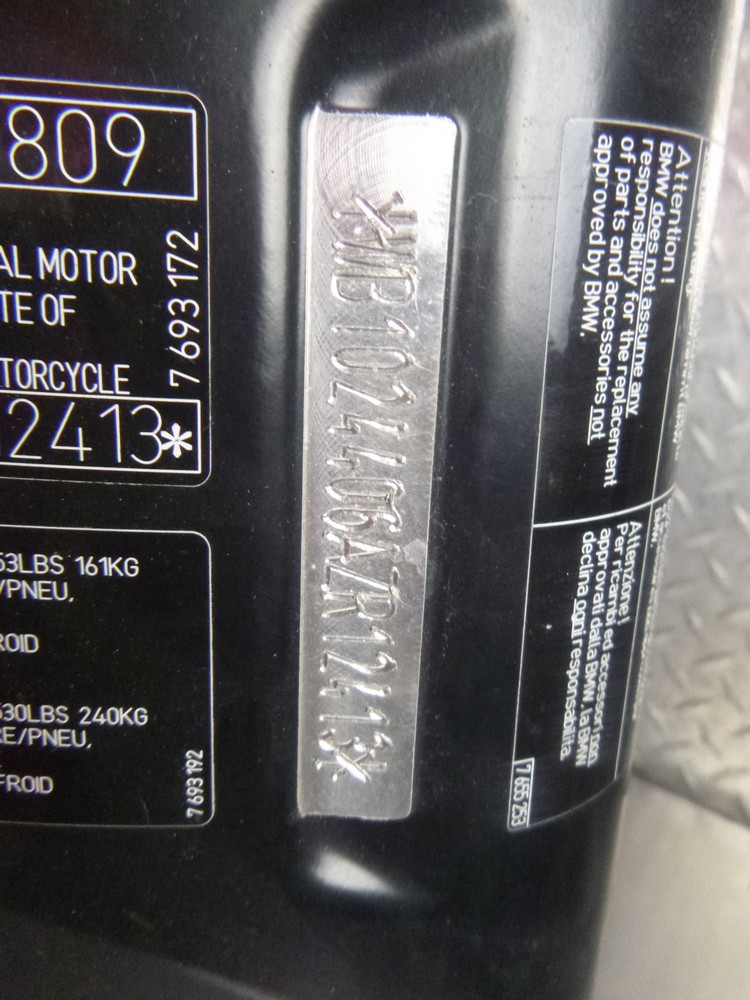 809
AL MOTOR
TE OF
TORCYCLE
2413*
7 693 172
53LBS 161KG
/PNEU,
ROID
530LBS 240KG
RE/PNEU,
FROID
7 693 192
*WB1024406AZR12413*
Attention!
BMW does not assume any
responsibility for the replacement
of parts and accessories not
approved by BMW.
Attenzione!
Per ricambi ed accessori non
approvati dalla BMW, la BMW
declina ogni responsabilità.
7 655 253